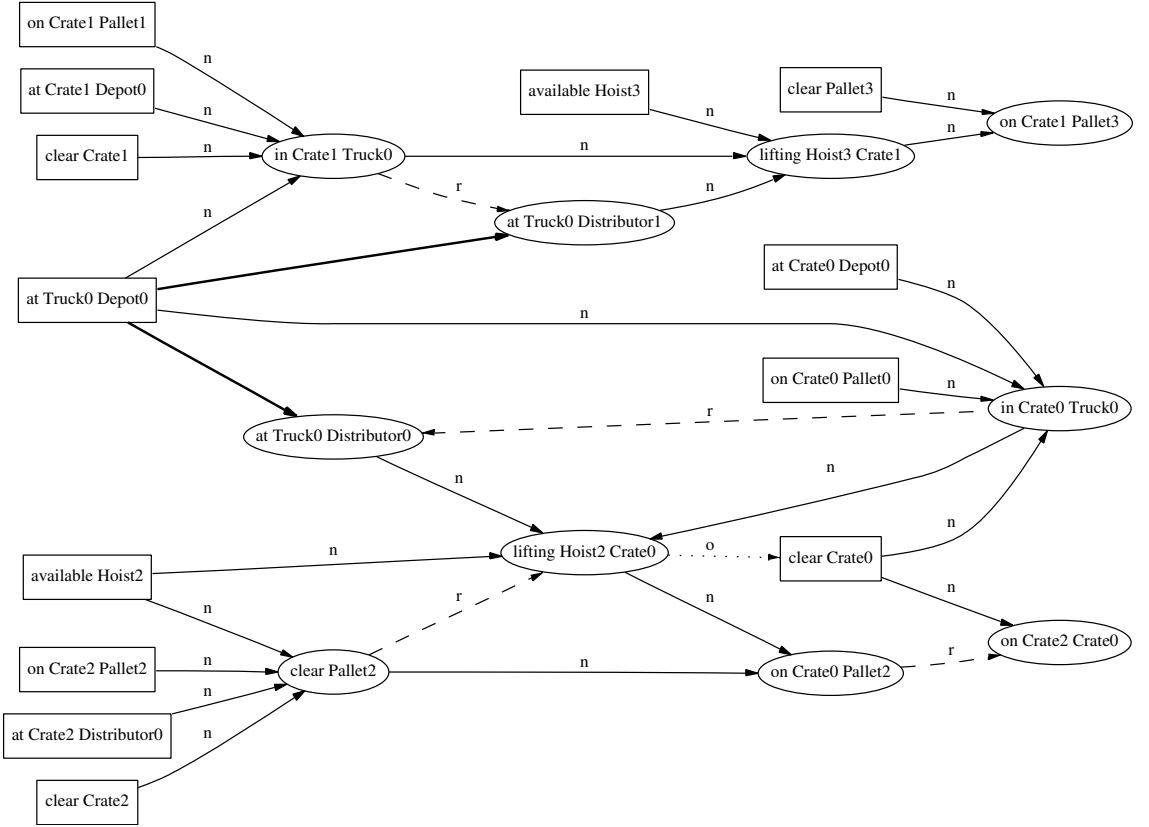 on Crate1 Pallet1
n
at Crate1 Depot0
n
clear Crate1
n
in Crate1 Truck0
n
available Hoist3
n
clear Pallet3
n
on Crate1 Pallet3
n
lifting Hoist3 Crate1
r
n
at Truck0 Distributor1
n
at Truck0 Depot0
n
at Crate0 Depot0
n
on Crate0 Pallet0
n
in Crate0 Truck0
r
at Truck0 Distributor0
n
n
lifting Hoist2 Crate0
o
clear Crate0
n
n
available Hoist2
n
n
r
n
on Crate2 Crate0
r
on Crate2 Pallet2
n
clear Pallet2
n
on Crate0 Pallet2
at Crate2 Distributor0
n
n
clear Crate2